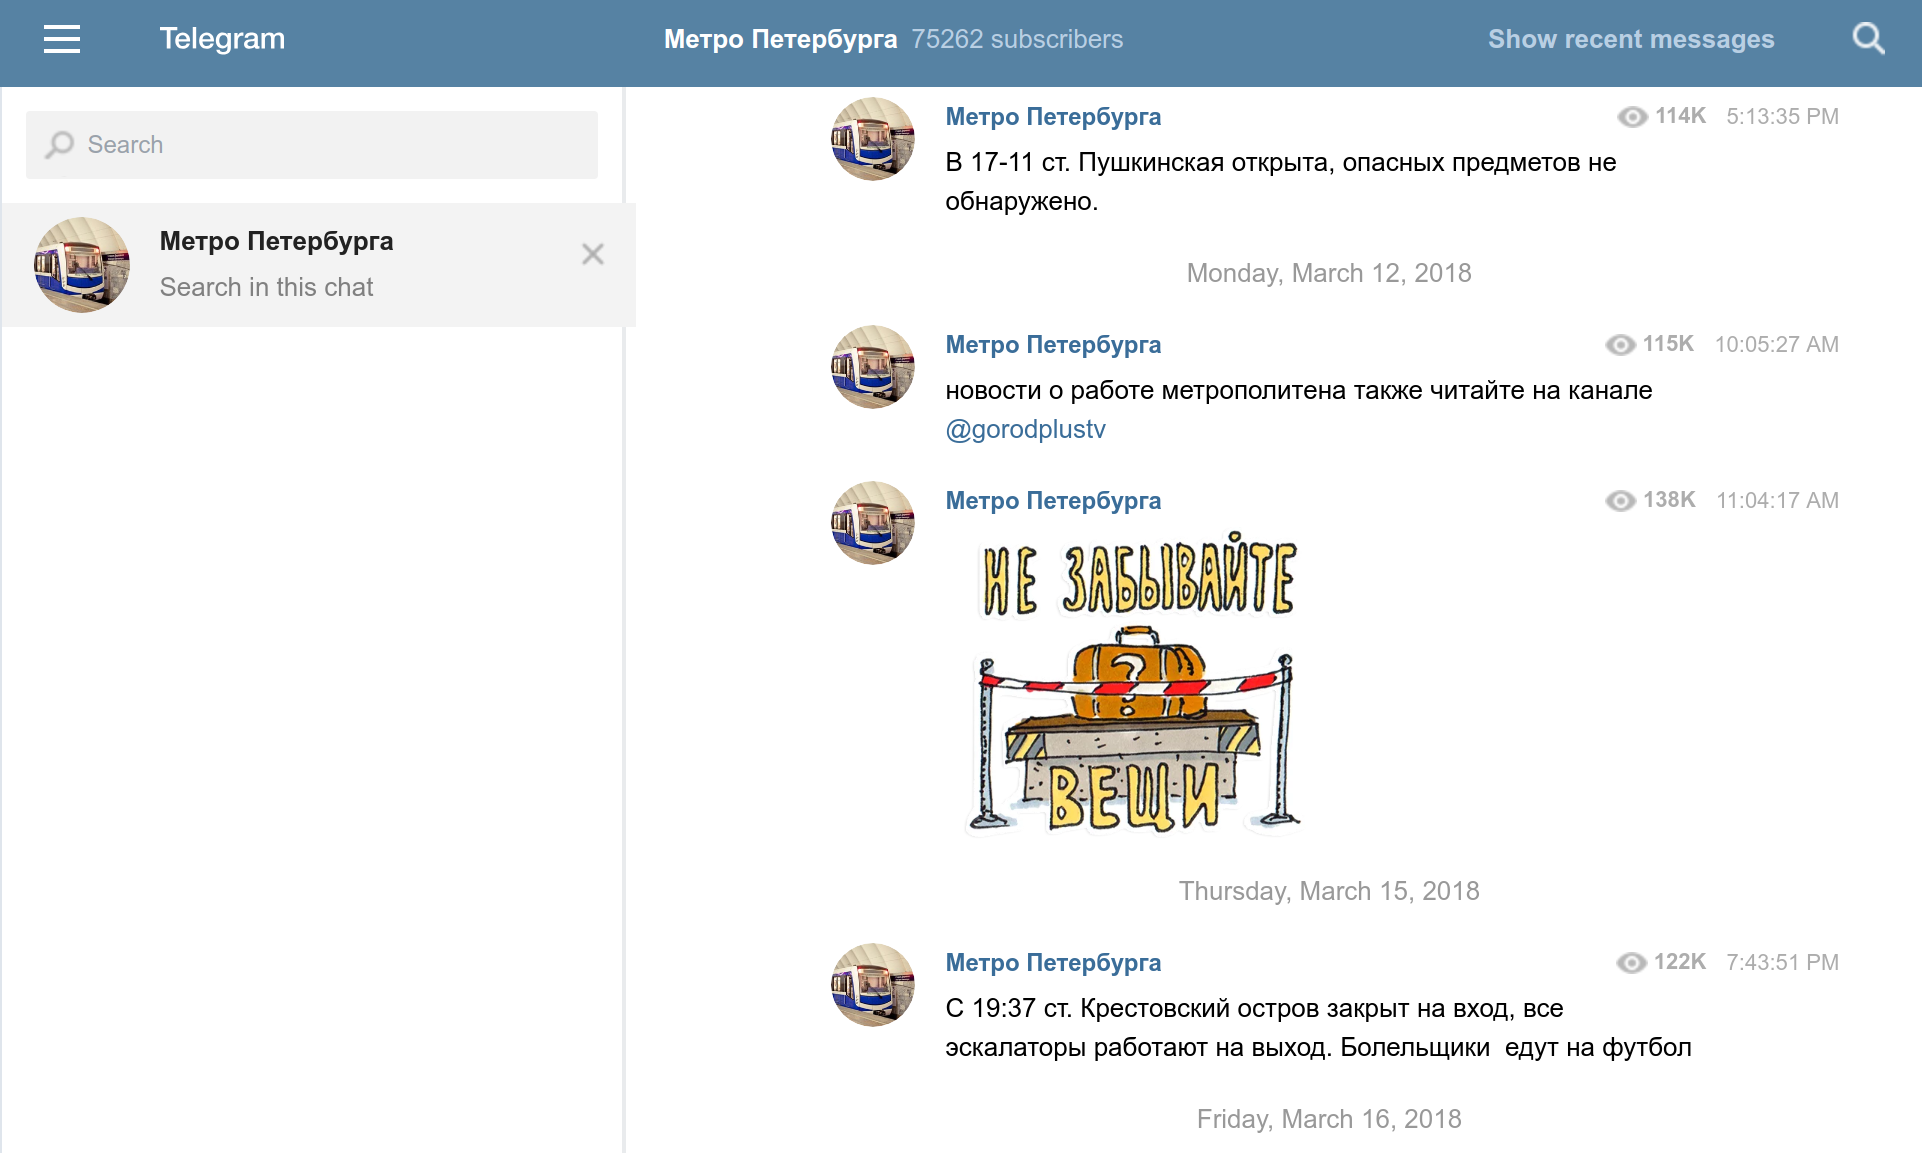 Telegram
Метро Петербурга 75262 subscribers
Show recent messages
Search
Метро Петербурга
Search in this chat
Метро Петербурга 114K 5:13:35 PM
В 17-11 ст. Пушкинская открыта, опасных предметов не
обнаружено.
Monday, March 12, 2018
Метро Петербурга 115K 10:05:27 AM
новости о работе метрополитена также читайте на канале
@gorodplustv
Метро Петербурга 138K 11:04:17 AM
НЕ ЗАБЫВАЙТЕ
?
ВЕЩИ
Thursday, March 15, 2018
Метро Петербурга 122K 7:43:51 PM
С 19:37 ст. Крестовский остров закрыт на вход, все
эскалаторы работают на выход. Болельщики  едут на футбол
Friday, March 16, 2018